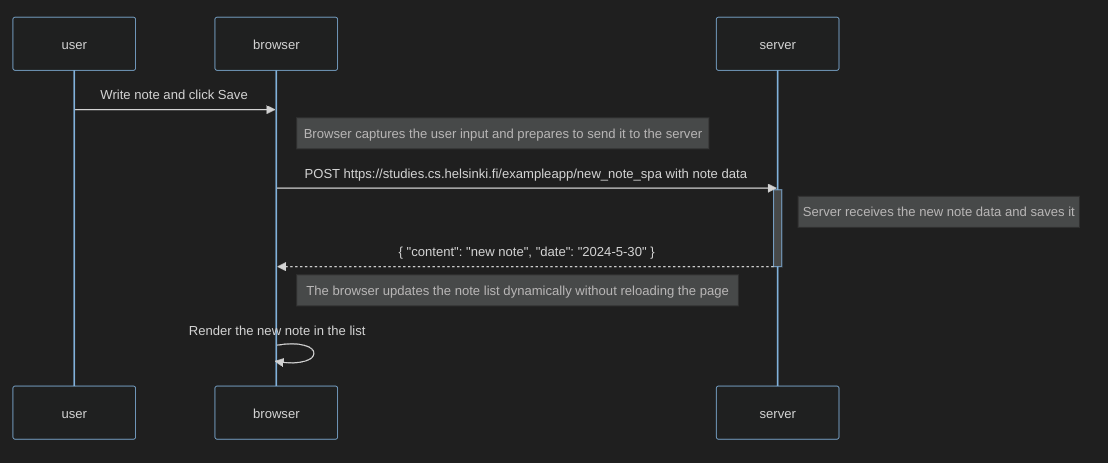 user
browser
server
Write note and click Save
Browser captures the user input and prepares to send it to the server
POST https://studies.cs.helsinki.fi/exampleapp/new_note_spa with note data
Server receives the new note data and saves it
{ "content": "new note", "date": "2024-5-30" }
The browser updates the note list dynamically without reloading the page
Render the new note in the list
user
browser
server